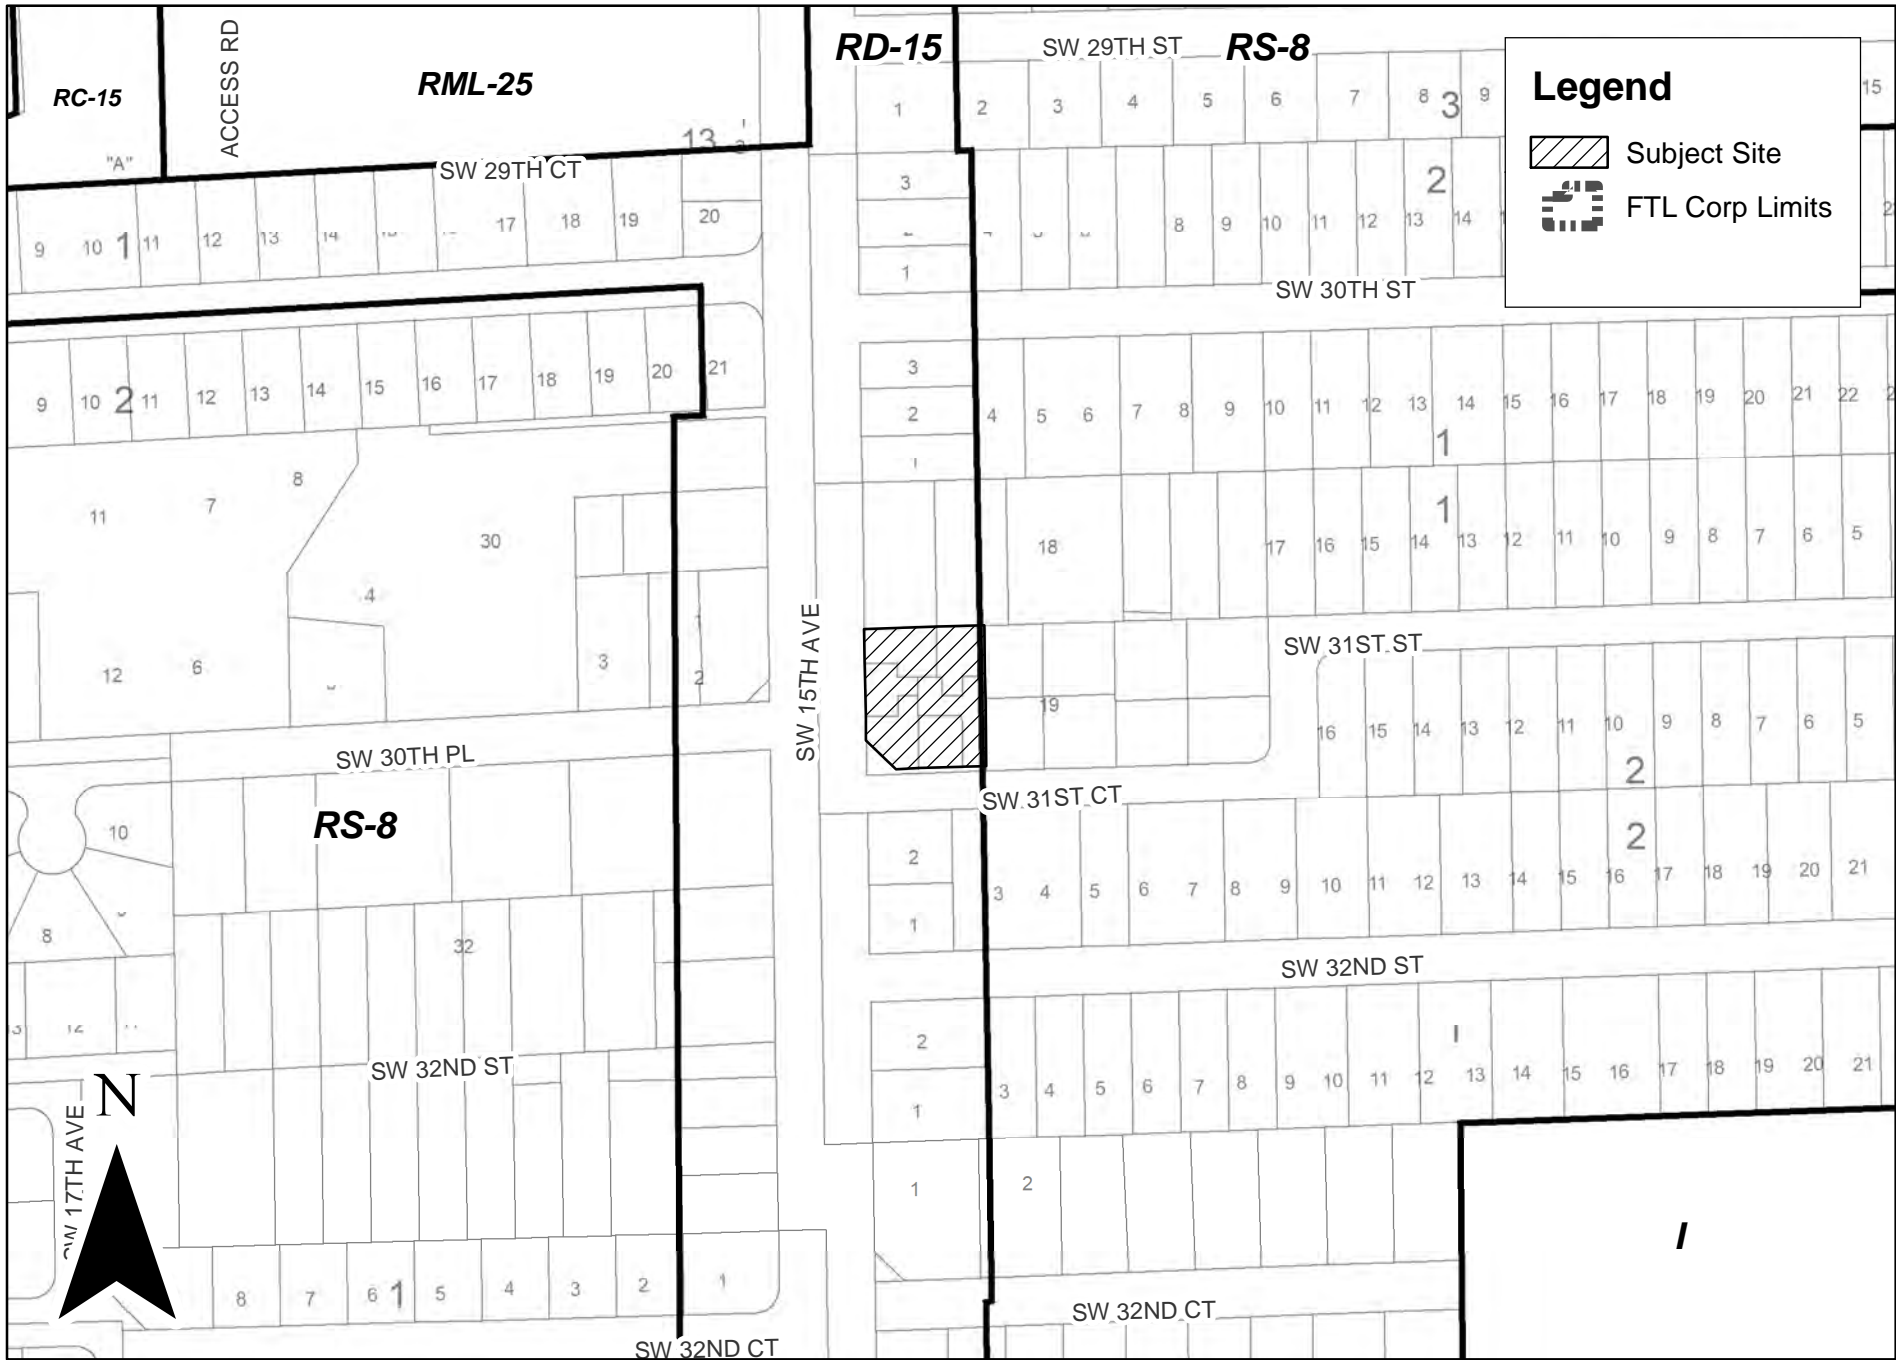 RD-15
SW 29TH ST
RS-8
RC-15
ACCESS RD
RML-25
Legend
Subject Site
FTL Corp Limits
1 2 3 4 5 6 7 8 3 9
15
"A"
13
SW 29TH CT
3
2
9 10 1 11 12 13 14 17 18 19 20
8 9 10 11 12 13 14
1
SW 30TH ST
9 10 2 11 12 13 14 15 16 17 18 19 20 21
3
2
4 5 6 7 8 9 10 11 12 13 14 15 16 17 18 19 20 21 22
1
1
11 7 8
30
4
18 17 16 15 14 13 12 11 10 9 8 7 6 5
SW 15TH AVE
SW 31ST ST
12 6
3
2
19
16 15 14 13 12 11 10 9 8 7 6 5
2
SW 30TH PL
SW 31ST CT
RS-8
10
8
32
2
1
2
3 4 5 6 7 8 9 10 11 12 13 14 15 16 17 18 19 20 21
SW 32ND ST
12
SW 32ND ST
2
1
3 4 5 6 7 8 9 10 11 12 13 14 15 16 17 18 19 20 21
N
SW 17TH AVE
1 2
I
8 7 6 1 5 4 3 2 1
SW 32ND CT
SW 32ND CT